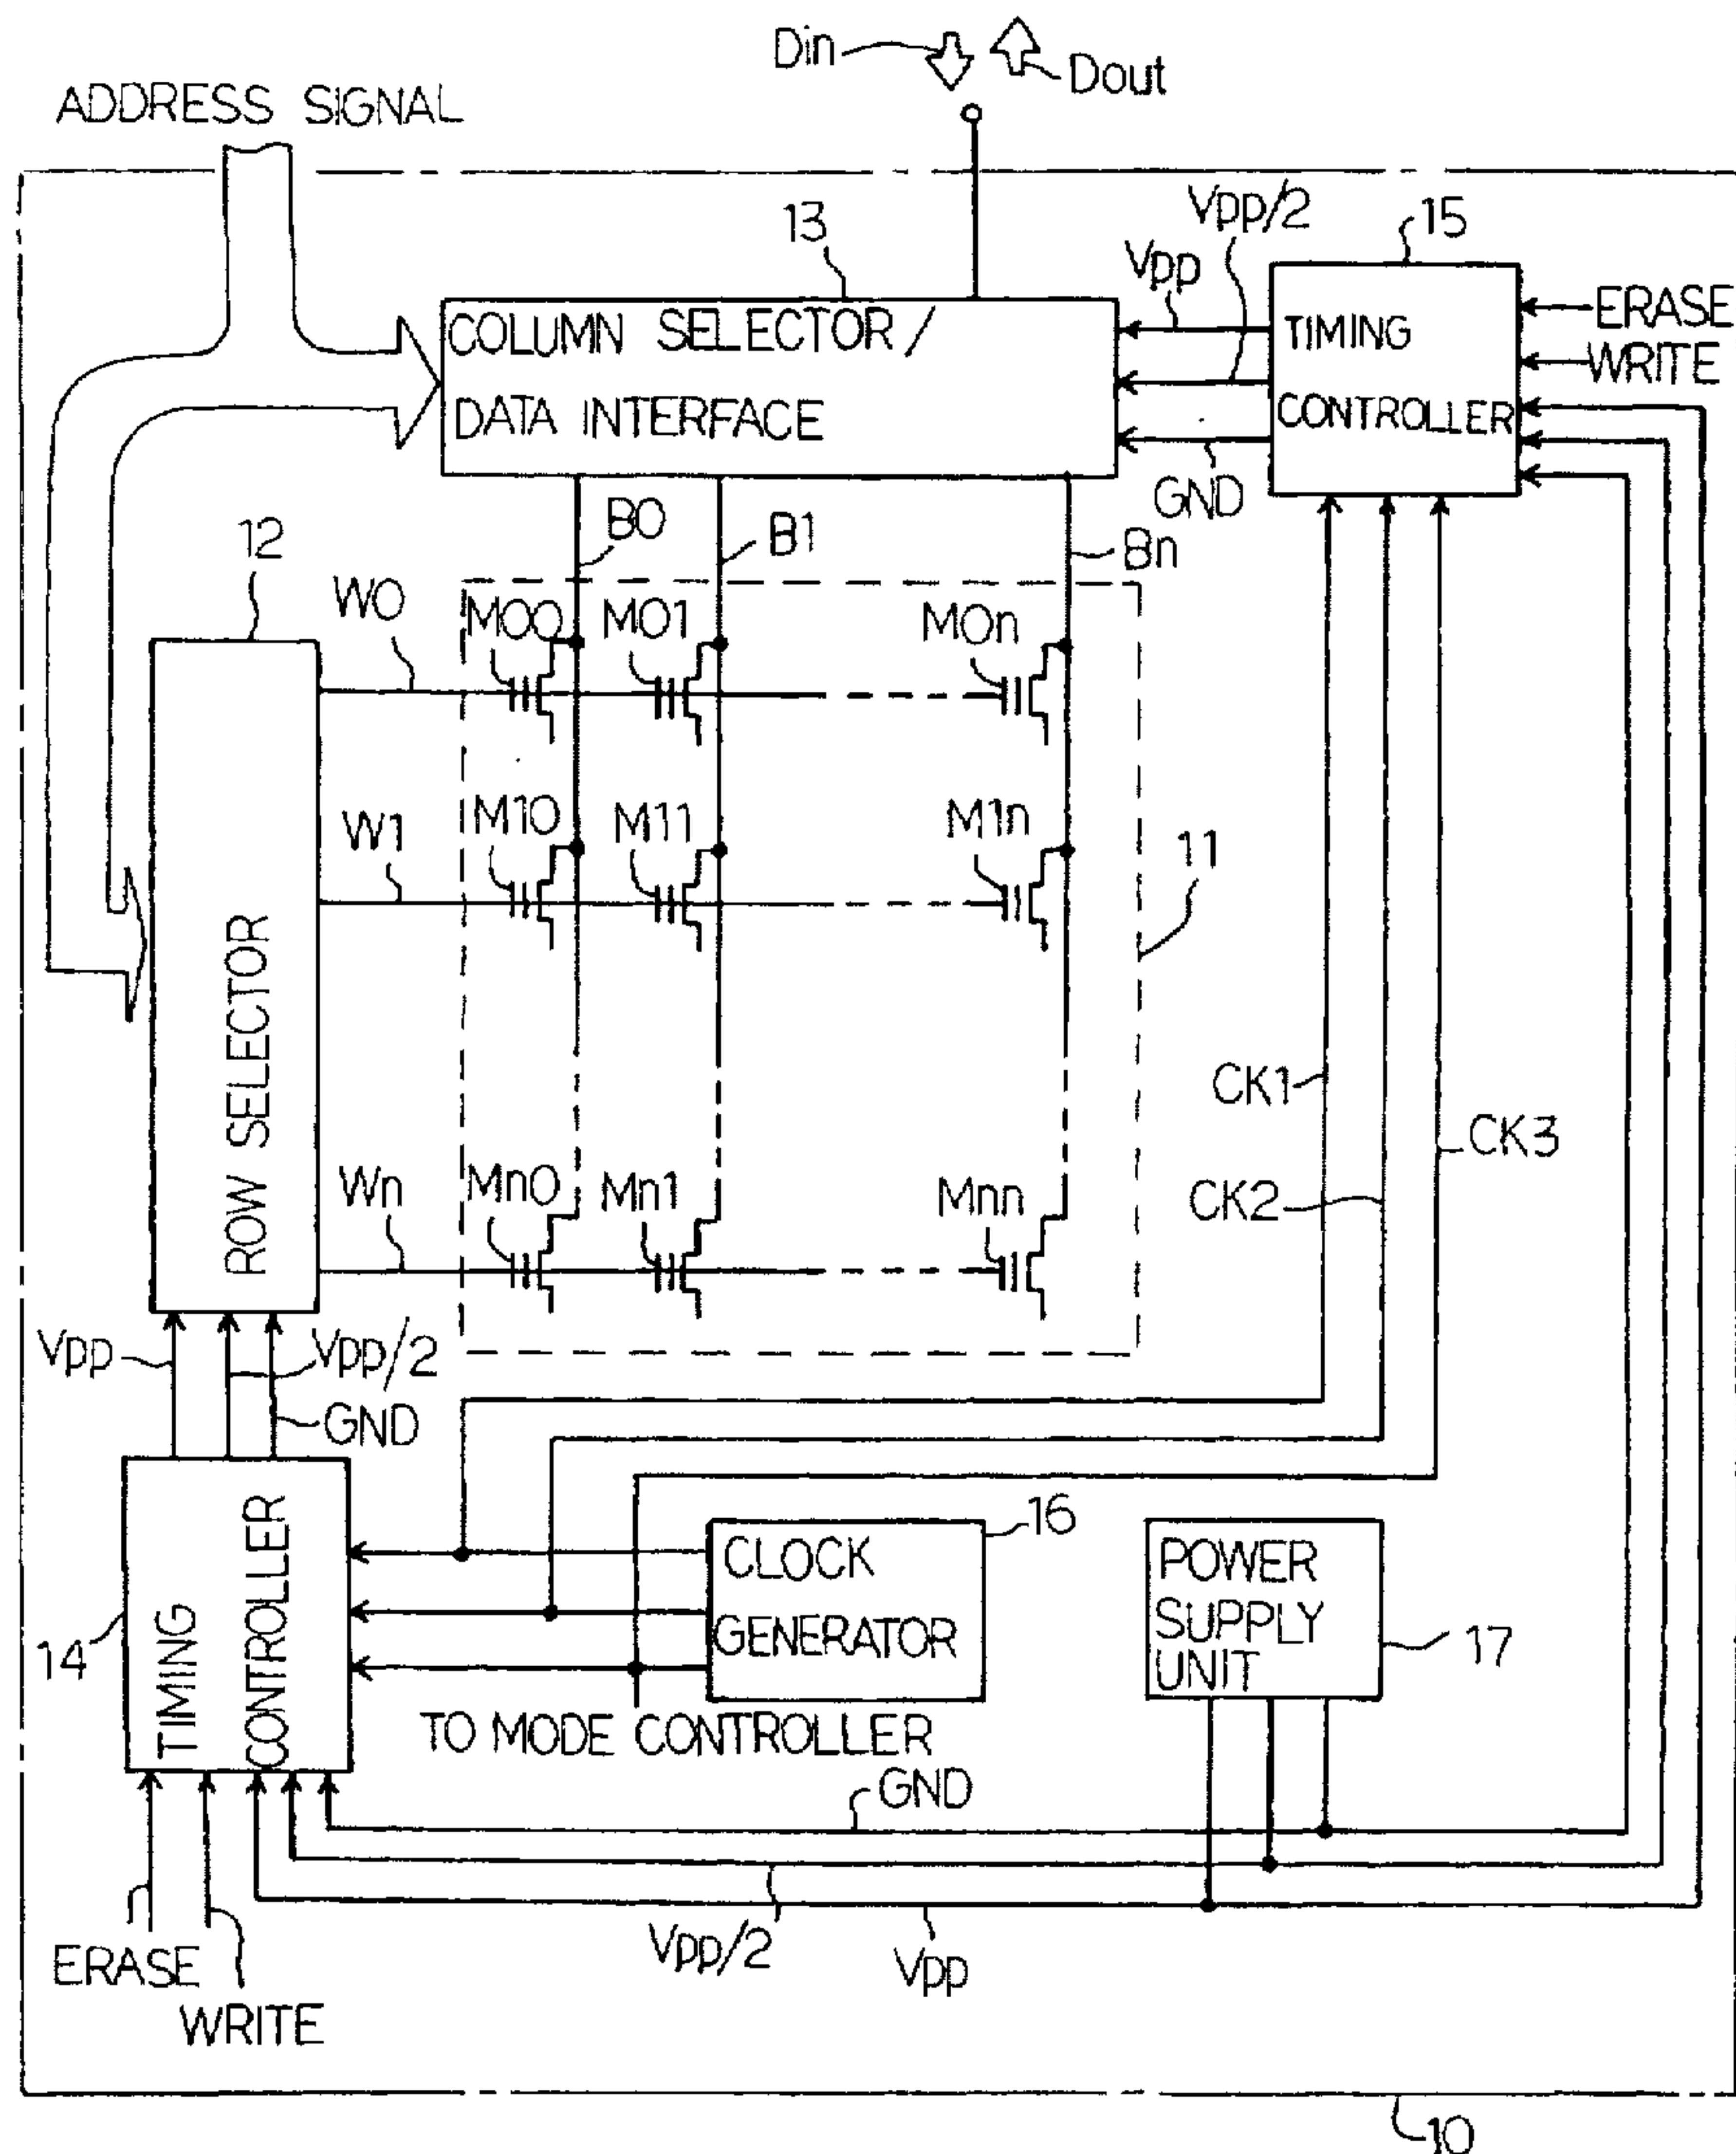 Din
Dout
ADDRESS SIGNAL
13
Vpp/2
15
Vpp
COLUMN SELECTOR/
DATA INTERFACE
TIMING
CONTROLLER
ERASE
WRITE
GND
12
B0
B1
Bn
W0
M00
M01
M0n
W1
M10
M11
M1n
11
ROW SELECTOR
CK1
CK3
CK2
Wn
Mn0
Mn1
Mnn
Vpp
Vpp/2
GND
14
TIMING
CONTROLLER
16
CLOCK
GENERATOR
POWER
SUPPLY
UNIT
17
TO MODE CONTROLLER
GND
Vpp/2
Vpp
ERASE
WRITE
10